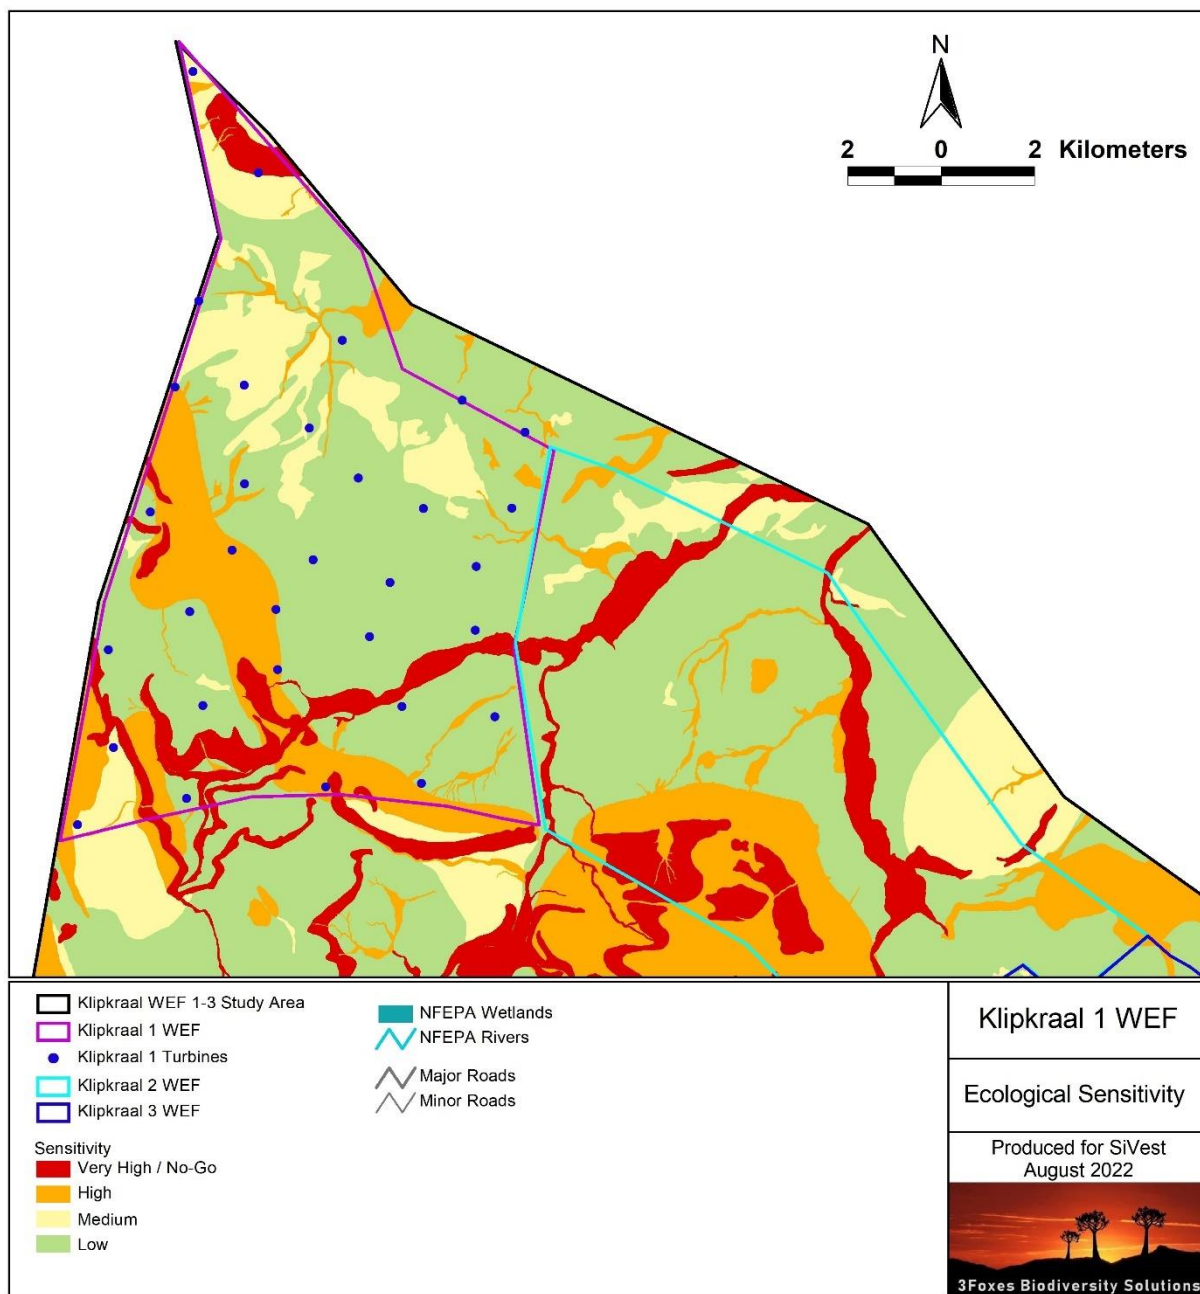 N
2 0 2 Kilometers
Klipkraal WEF 1-3 Study Area
Klipkraal 1 WEF
Klipkraal 1 Turbines
Klipkraal 2 WEF
Klipkraal 3 WEF
Sensitivity
Very High / No-Go
High
Medium
Low
NFEPA Wetlands
NFEPA Rivers
Major Roads
Minor Roads
Klipkraal 1 WEF
Ecological Sensitivity
Produced for SiVest
August 2022
3Foxes Biodiversity Solutions